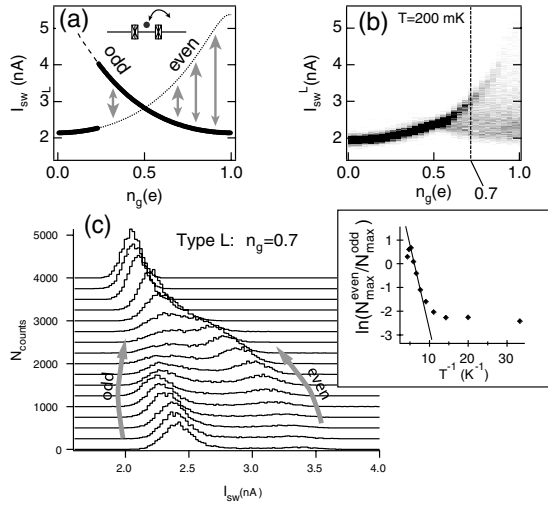 (a)
odd
even
I_sw^L (nA)
5
4
3
2
0.0
0.5
1.0
n_g(e)
(b)
T=200 mK
I_sw^L (nA)
5
4
3
2
1
0.0
0.5
1.0
0.7
n_g(e)
(c)
Type L: n_g=0.7
N_counts
5000
4000
3000
2000
1000
0
odd
even
2.0
2.5
3.0
3.5
4.0
I_sw(nA)
ln(N_max^even/N_max^odd)
1
0
-1
-2
-3
0
10
20
30
T^-1 (K^-1)